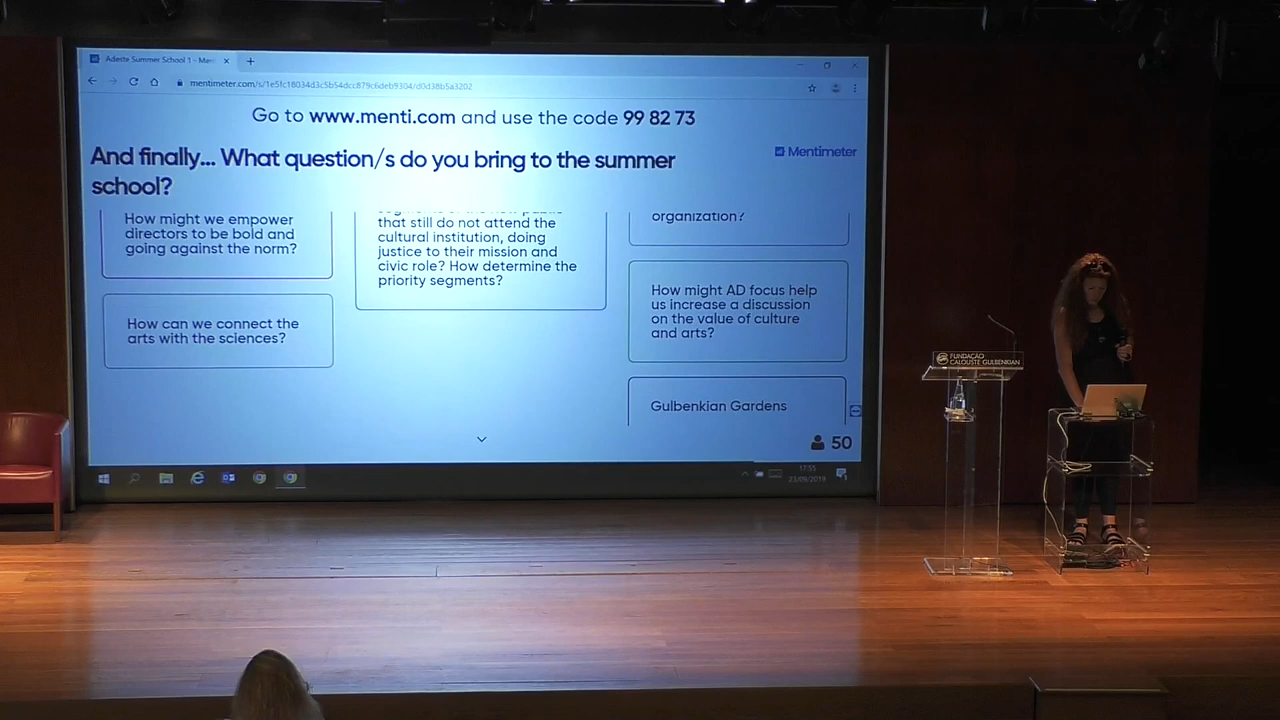 Adeste Summer School 1 - Men
mentimeter.com/s/1e5fc18034d3c5b54dcc879c6deb9304/d0d38b5a3202
Go to www.menti.com and use the code 99 82 73
And finally... What question/s do you bring to the summer
school?
Mentimeter
How might we empower
directors to be bold and
going against the norm?
How can we connect the
arts with the sciences?
that still do not attend the
cultural institution, doing
justice to their mission and
civic role? How determine the
priority segments?
organization?
How might AD focus help
us increase a discussion
on the value of culture
and arts?
Gulbenkian Gardens
50
17:55
23/09/2019
FUNDAÇÃO
CALOUSTE GULBENKIAN